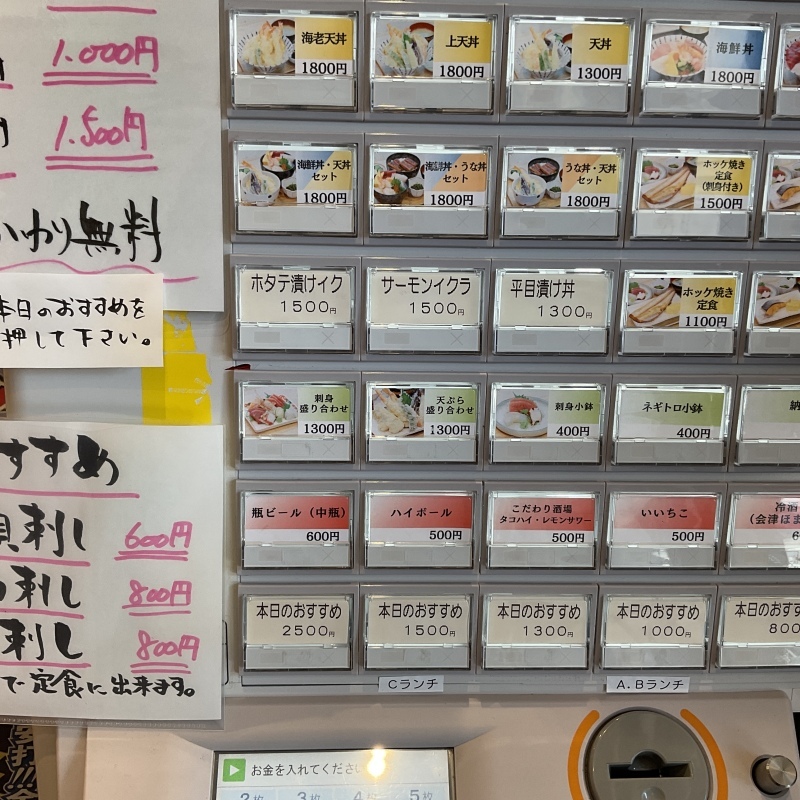 1.000円
1.500円
わり無料
本日のおすすめを
押して下さい。
すすめ
刺し 600円
刺し 800円
刺し 800円
で定食に出来ます。
海老天丼
1800円
上天丼
1800円
天丼
1300円
海鮮丼
1800円
海鮮丼・天丼
セット
1800円
海鮮丼・うな丼
セット
1800円
うな丼・天丼
セット
1800円
ホッケ焼き
定食
(刺身付き)
1500円
ホタテ漬けイク
1500円
サーモンイクラ
1500円
平目漬け丼
1300円
ホッケ焼き
定食
1100円
刺身
盛り合わせ
1300円
天ぷら
盛り合わせ
1300円
刺身小鉢
400円
ネギトロ小鉢
400円
納
瓶ビール(中瓶)
600円
ハイボール
500円
こだわり酒場
タコハイ・レモンサワー
500円
いいちこ
500円
冷酒
(会津ほま
6
本日のおすすめ
2500円
本日のおすすめ
1500円
本日のおすすめ
1300円
本日のおすすめ
1000円
本日のおす
800
Cランチ
A.Bランチ
お金を入れてください
2枚 3枚 4枚 5枚